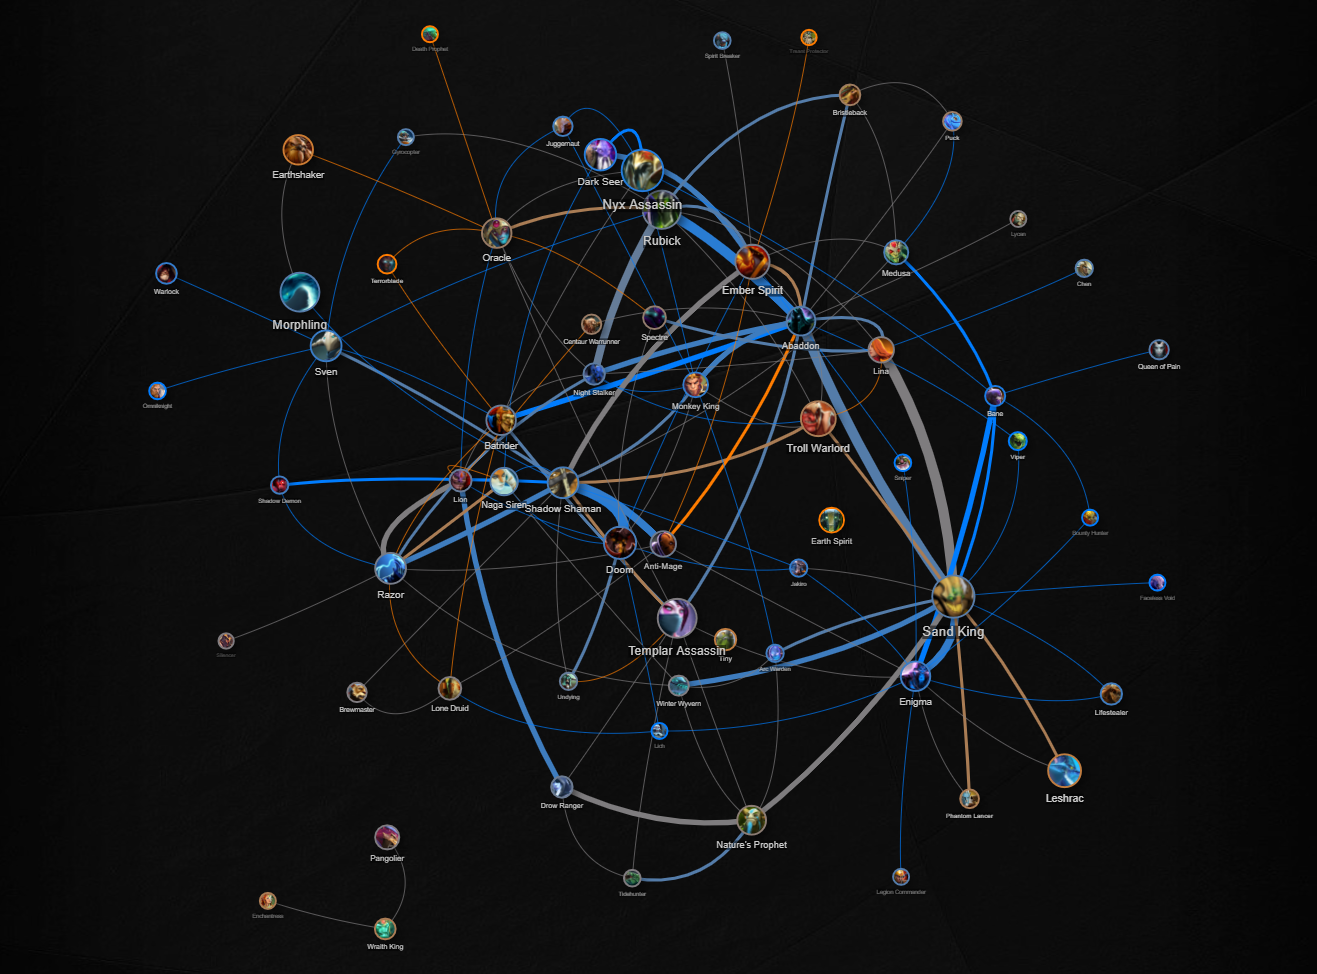 Death Prophet
Spirit Breaker
Treant Protector
Bristleback
Puck
Gyrocopter
Juggernaut
Earthshaker
Dark Seer
Nyx Assassin
Rubick
Lycan
Oracle
Medusa
Terrorblade
Chen
Warlock
Ember Spirit
Morphling
Centaur Warrunner
Spectre
Abaddon
Sven
Lina
Queen of Pain
Night Stalker
Monkey King
Omniknight
Bane
Batrider
Troll Warlord
Viper
Sniper
Shadow Demon
Lion
Naga Siren
Shadow Shaman
Bounty Hunter
Earth Spirit
Doom
Anti-Mage
Razor
Jakiro
Faceless Void
Sand King
Templar Assassin
Silencer
Tiny
Arc Warden
Undying
Enigma
Winter Wyvern
Brewmaster
Lone Druid
Lifestealer
Lich
Leshrac
Drow Ranger
Phantom Lancer
Nature's Prophet
Pangolier
Tidehunter
Legion Commander
Enchantress
Wraith King